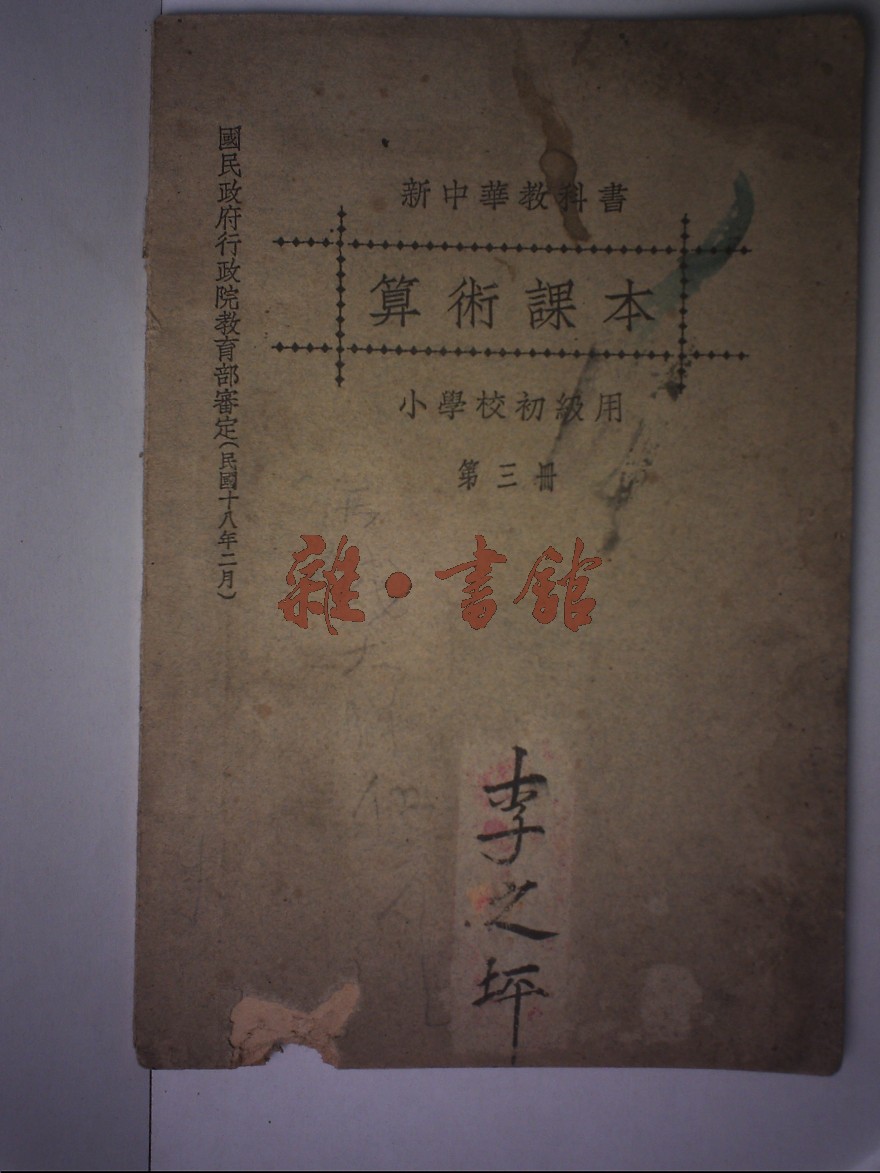 新中華教科書
算術課本
小學校初級用
第三冊
國民政府行政院教育部審定(民國十八年二月)
雜·書館
李之坪